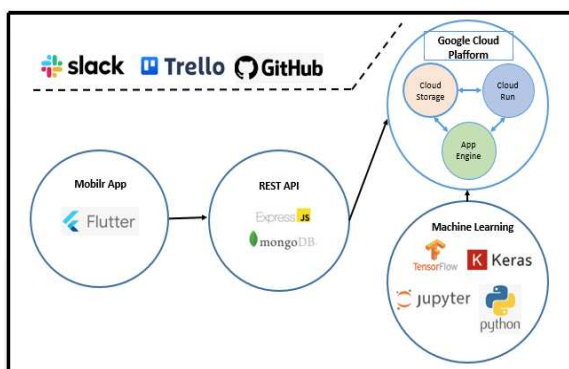 slack Trello GitHub
Google Cloud
Plafform
Cloud
Storage
Cloud
Run
App
Engine
Mobilr App
Flutter
REST API
Express JS
mongoDB
Machine Learning
TensorFlow
K Keras
Jupyter
python